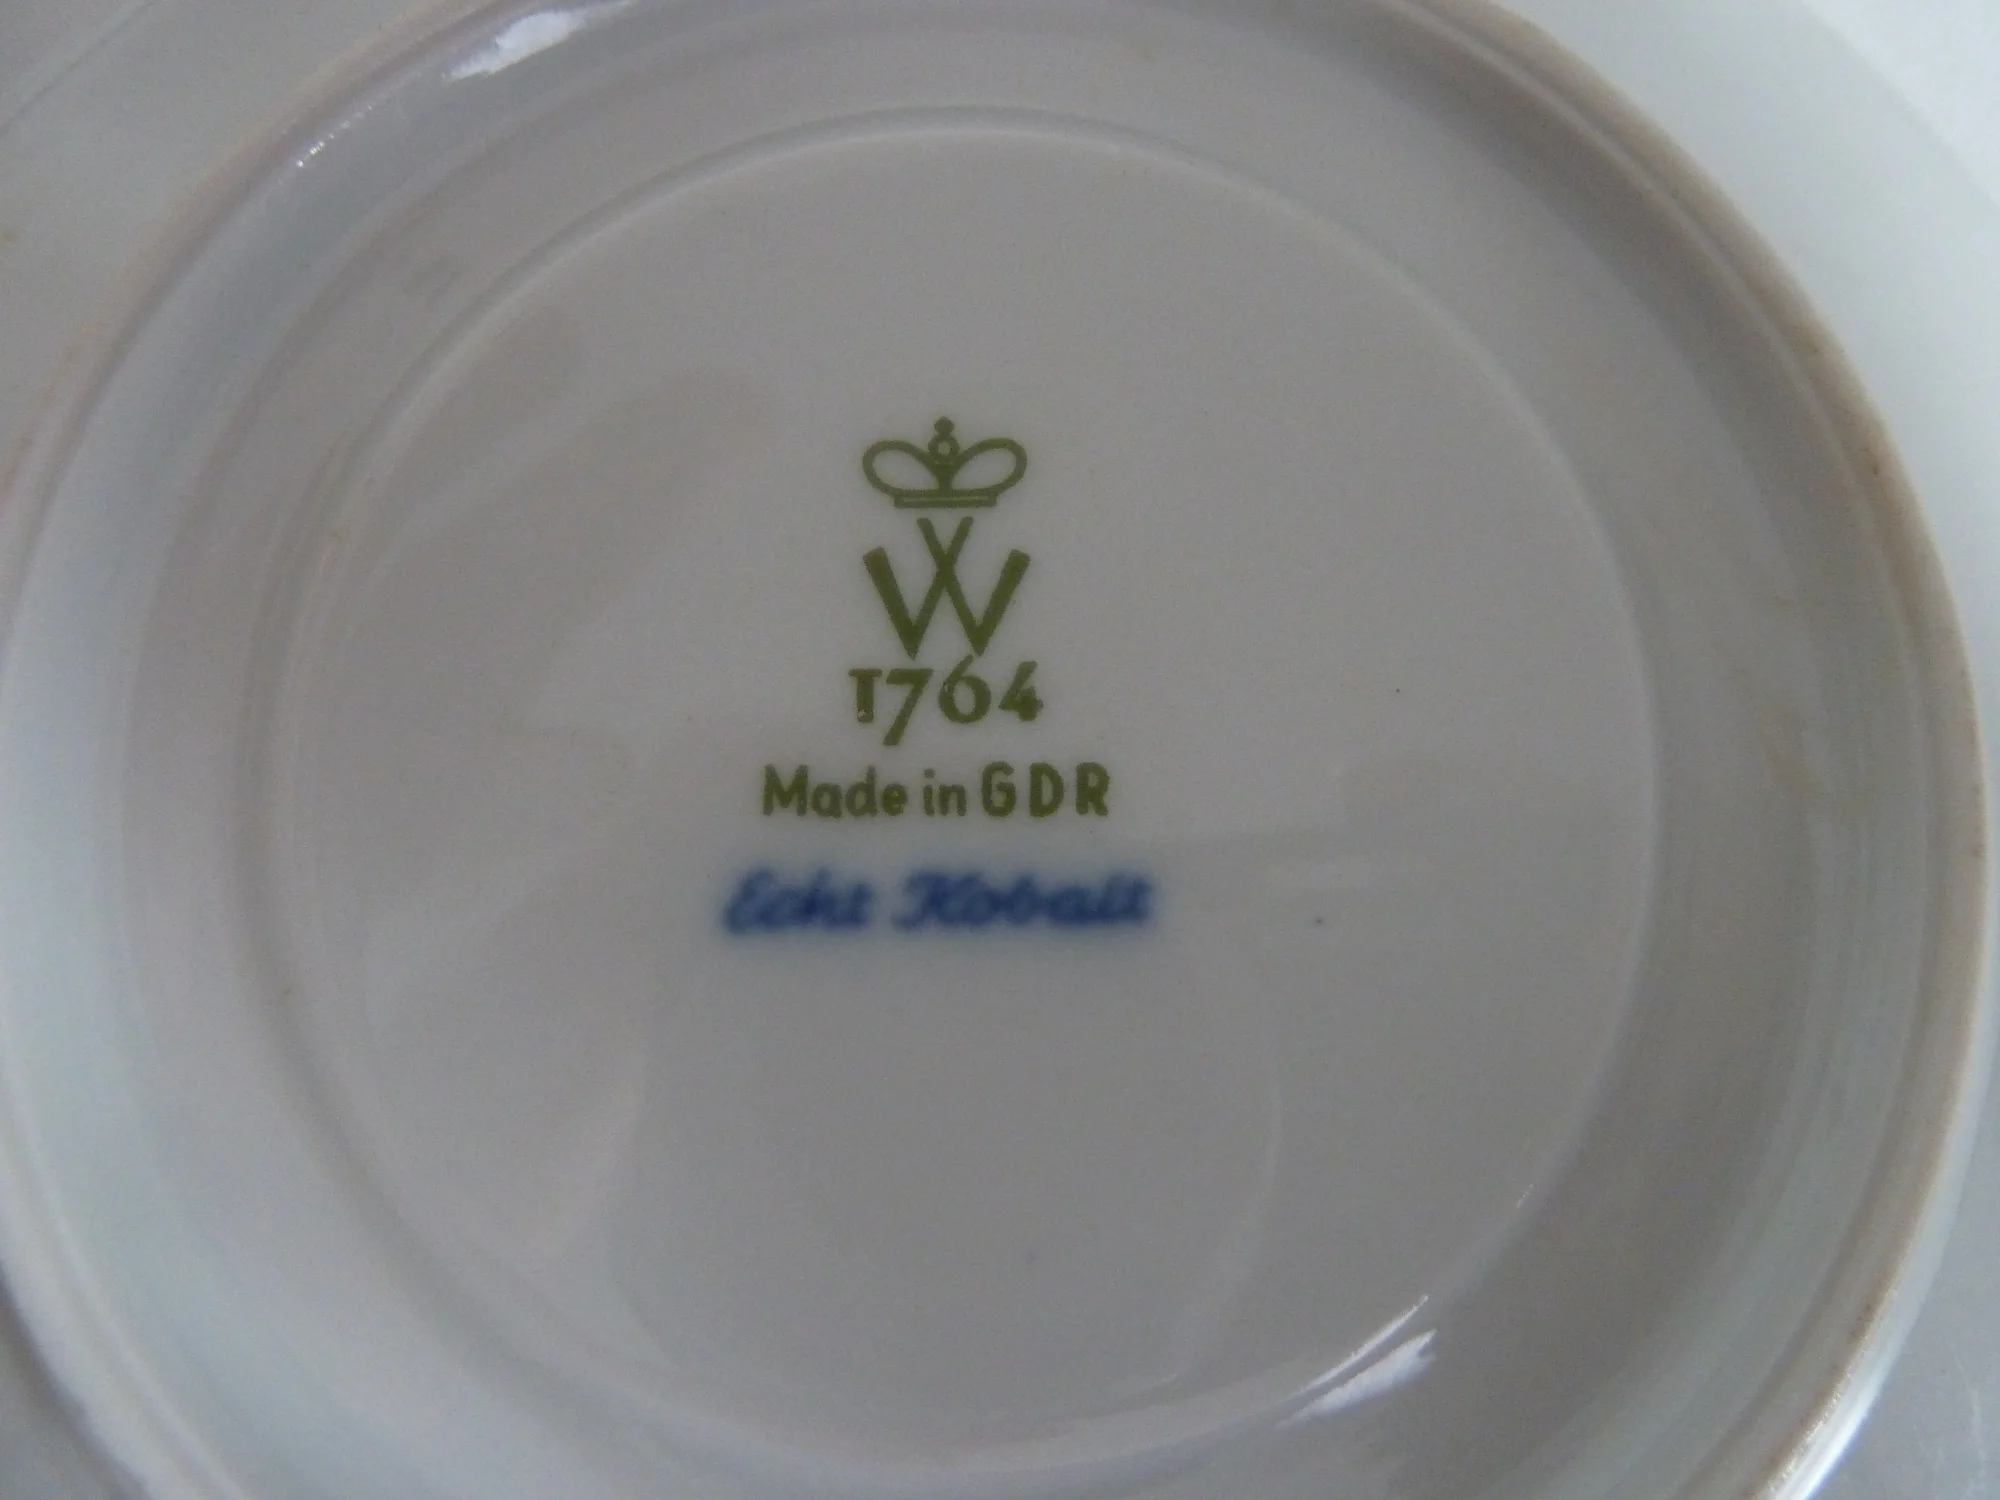 W
1764
Made in GDR
Echt Kobalt